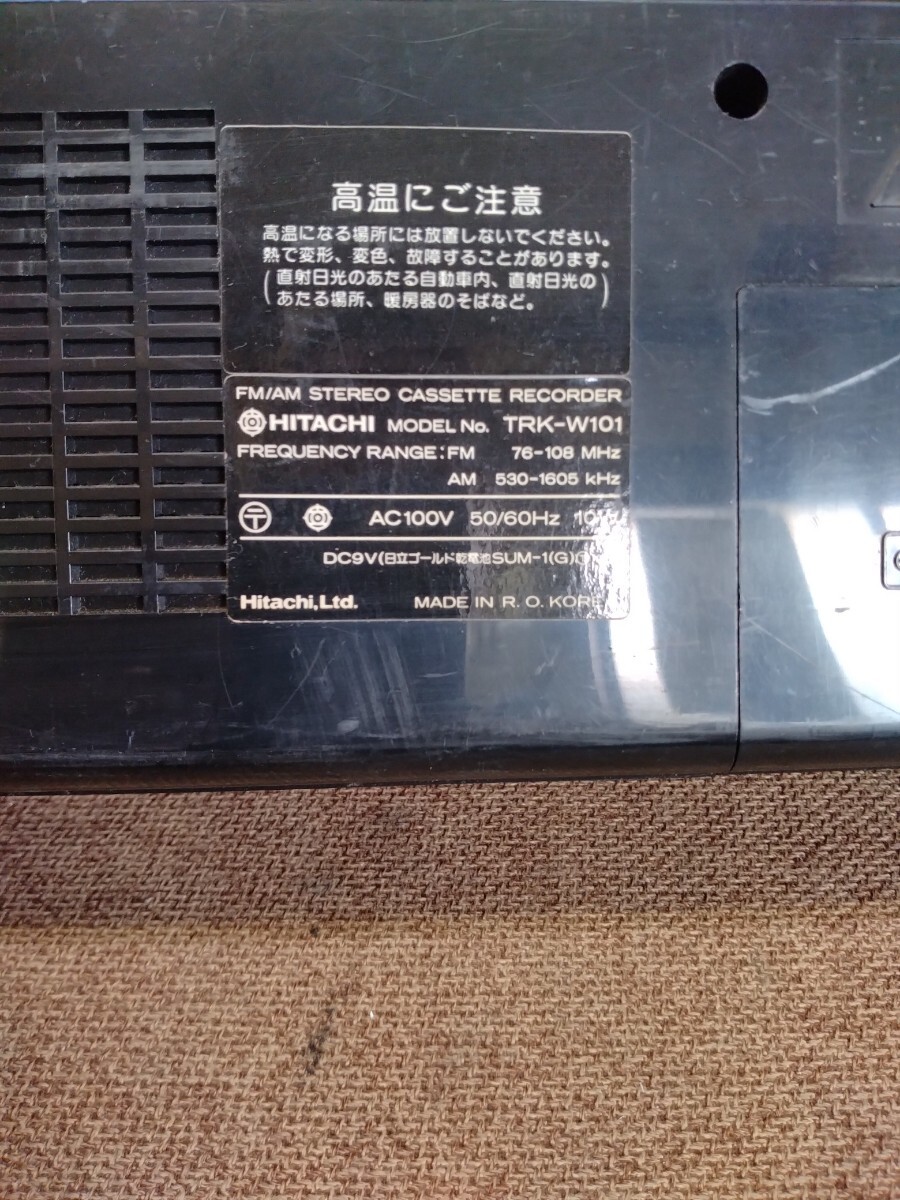 高温にご注意
高温になる場所には放置しないでください。
熱で変形、変色、故障することがあります。
(直射日光のあたる自動車内、直射日光の
あたる場所、暖房器のそばなど。)
FM/AM STEREO CASSETTE RECORDER
HITACHI MODEL No. TRK-W101
FREQUENCY RANGE: FM 76-108 MHz
AM 530-1605 kHz
AC100V 50/60Hz
DC9V(日立ゴールド乾電池SUM-1(G)
Hitachi,Ltd. MADE IN R. O. KOREA